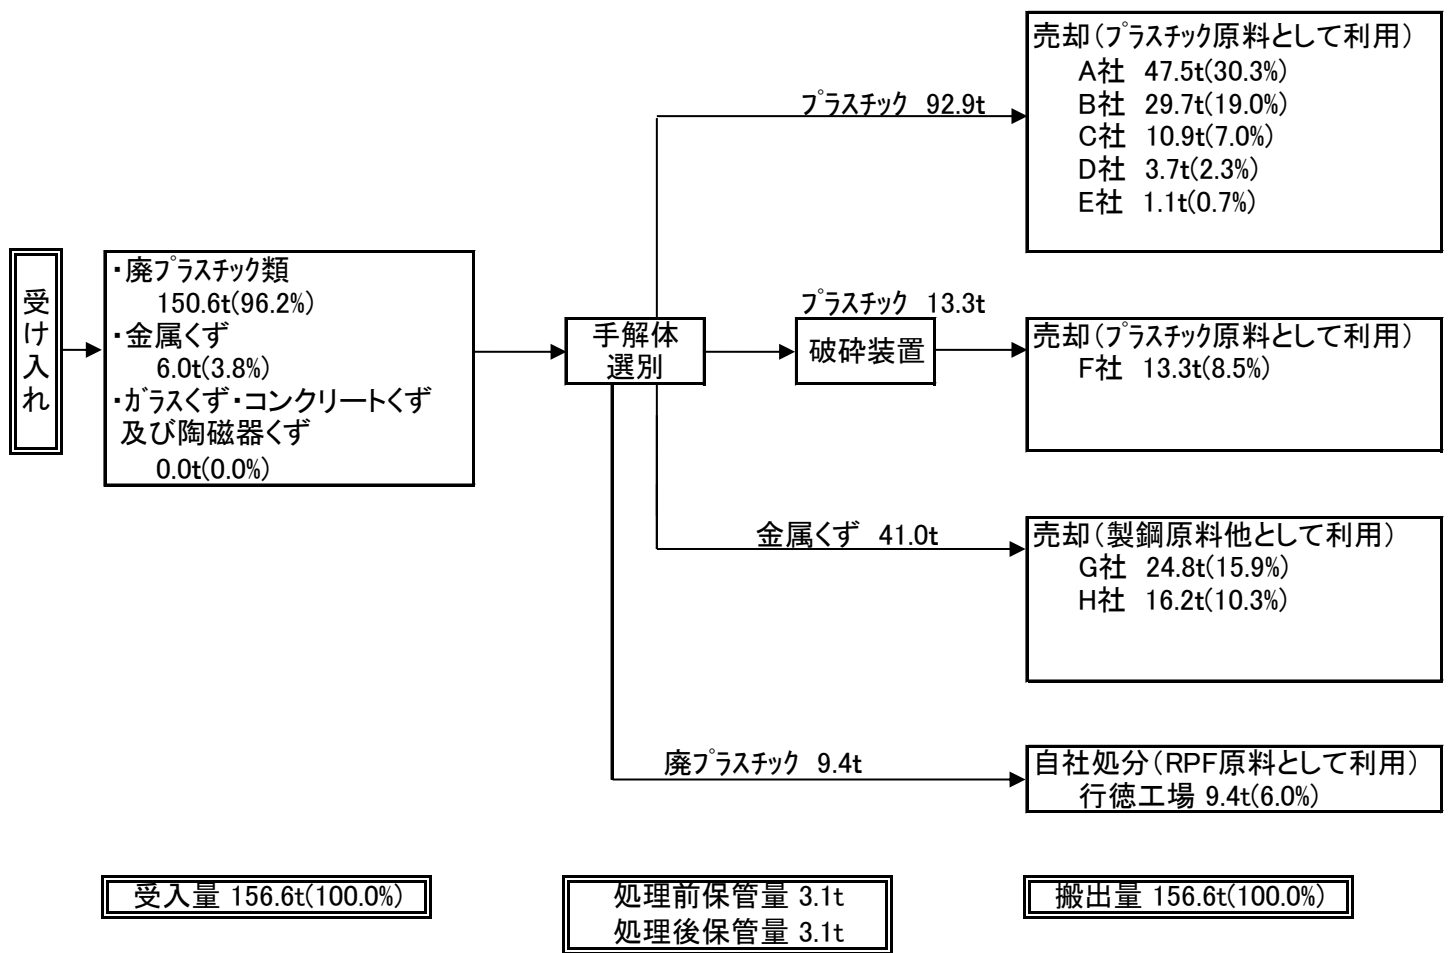 受け入れ
・廃プラスチック類
150.6t(96.2%)
・金属くず
6.0t(3.8%)
・ガラスくず・コンクリートくず
及び陶磁器くず
0.0t(0.0%)
手解体
選別
プラスチック 92.9t
プラスチック 13.3t
破砕装置
金属くず 41.0t
廃プラスチック 9.4t
売却(プラスチック原料として利用)
A社 47.5t(30.3%)
B社 29.7t(19.0%)
C社 10.9t(7.0%)
D社 3.7t(2.3%)
E社 1.1t(0.7%)
売却(プラスチック原料として利用)
F社 13.3t(8.5%)
売却(製鋼原料他として利用)
G社 24.8t(15.9%)
H社 16.2t(10.3%)
自社処分(RPF原料として利用)
行徳工場 9.4t(6.0%)
受入量 156.6t(100.0%)
処理前保管量 3.1t
処理後保管量 3.1t
搬出量 156.6t(100.0%)